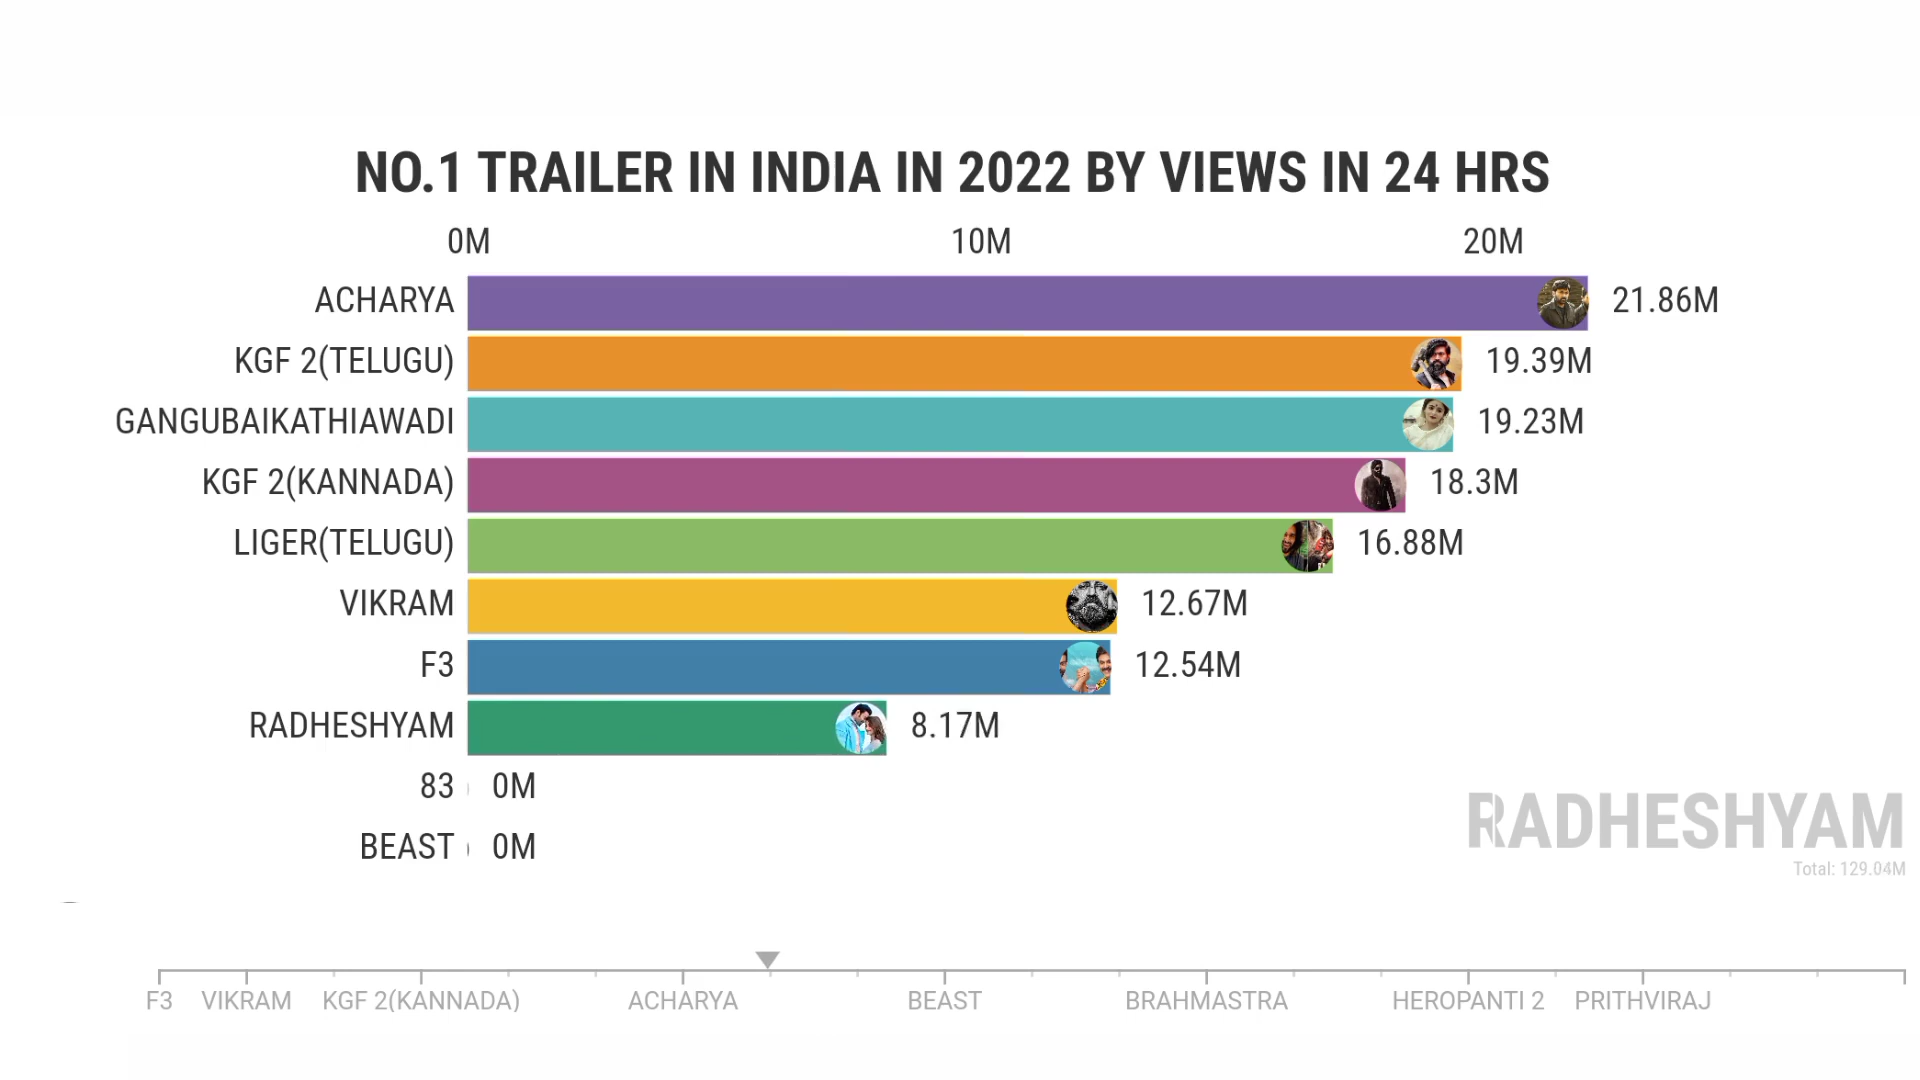 NO.1 TRAILER IN INDIA IN 2022 BY VIEWS IN 24 HRS
0M 10M 20M
ACHARYA 21.86M
KGF 2(TELUGU) 19.39M
GANGUBAIKATHIAWADI 19.23M
KGF 2(KANNADA) 18.3M
LIGER(TELUGU) 16.88M
VIKRAM 12.67M
F3 12.54M
RADHESHYAM 8.17M
83 0M
BEAST 0M
RADHESHYAM
Total: 129.04M
F3 VIKRAM KGF 2(KANNADA) ACHARYA BEAST BRAHMASTRA HEROPANTI 2 PRITHVIRAJ